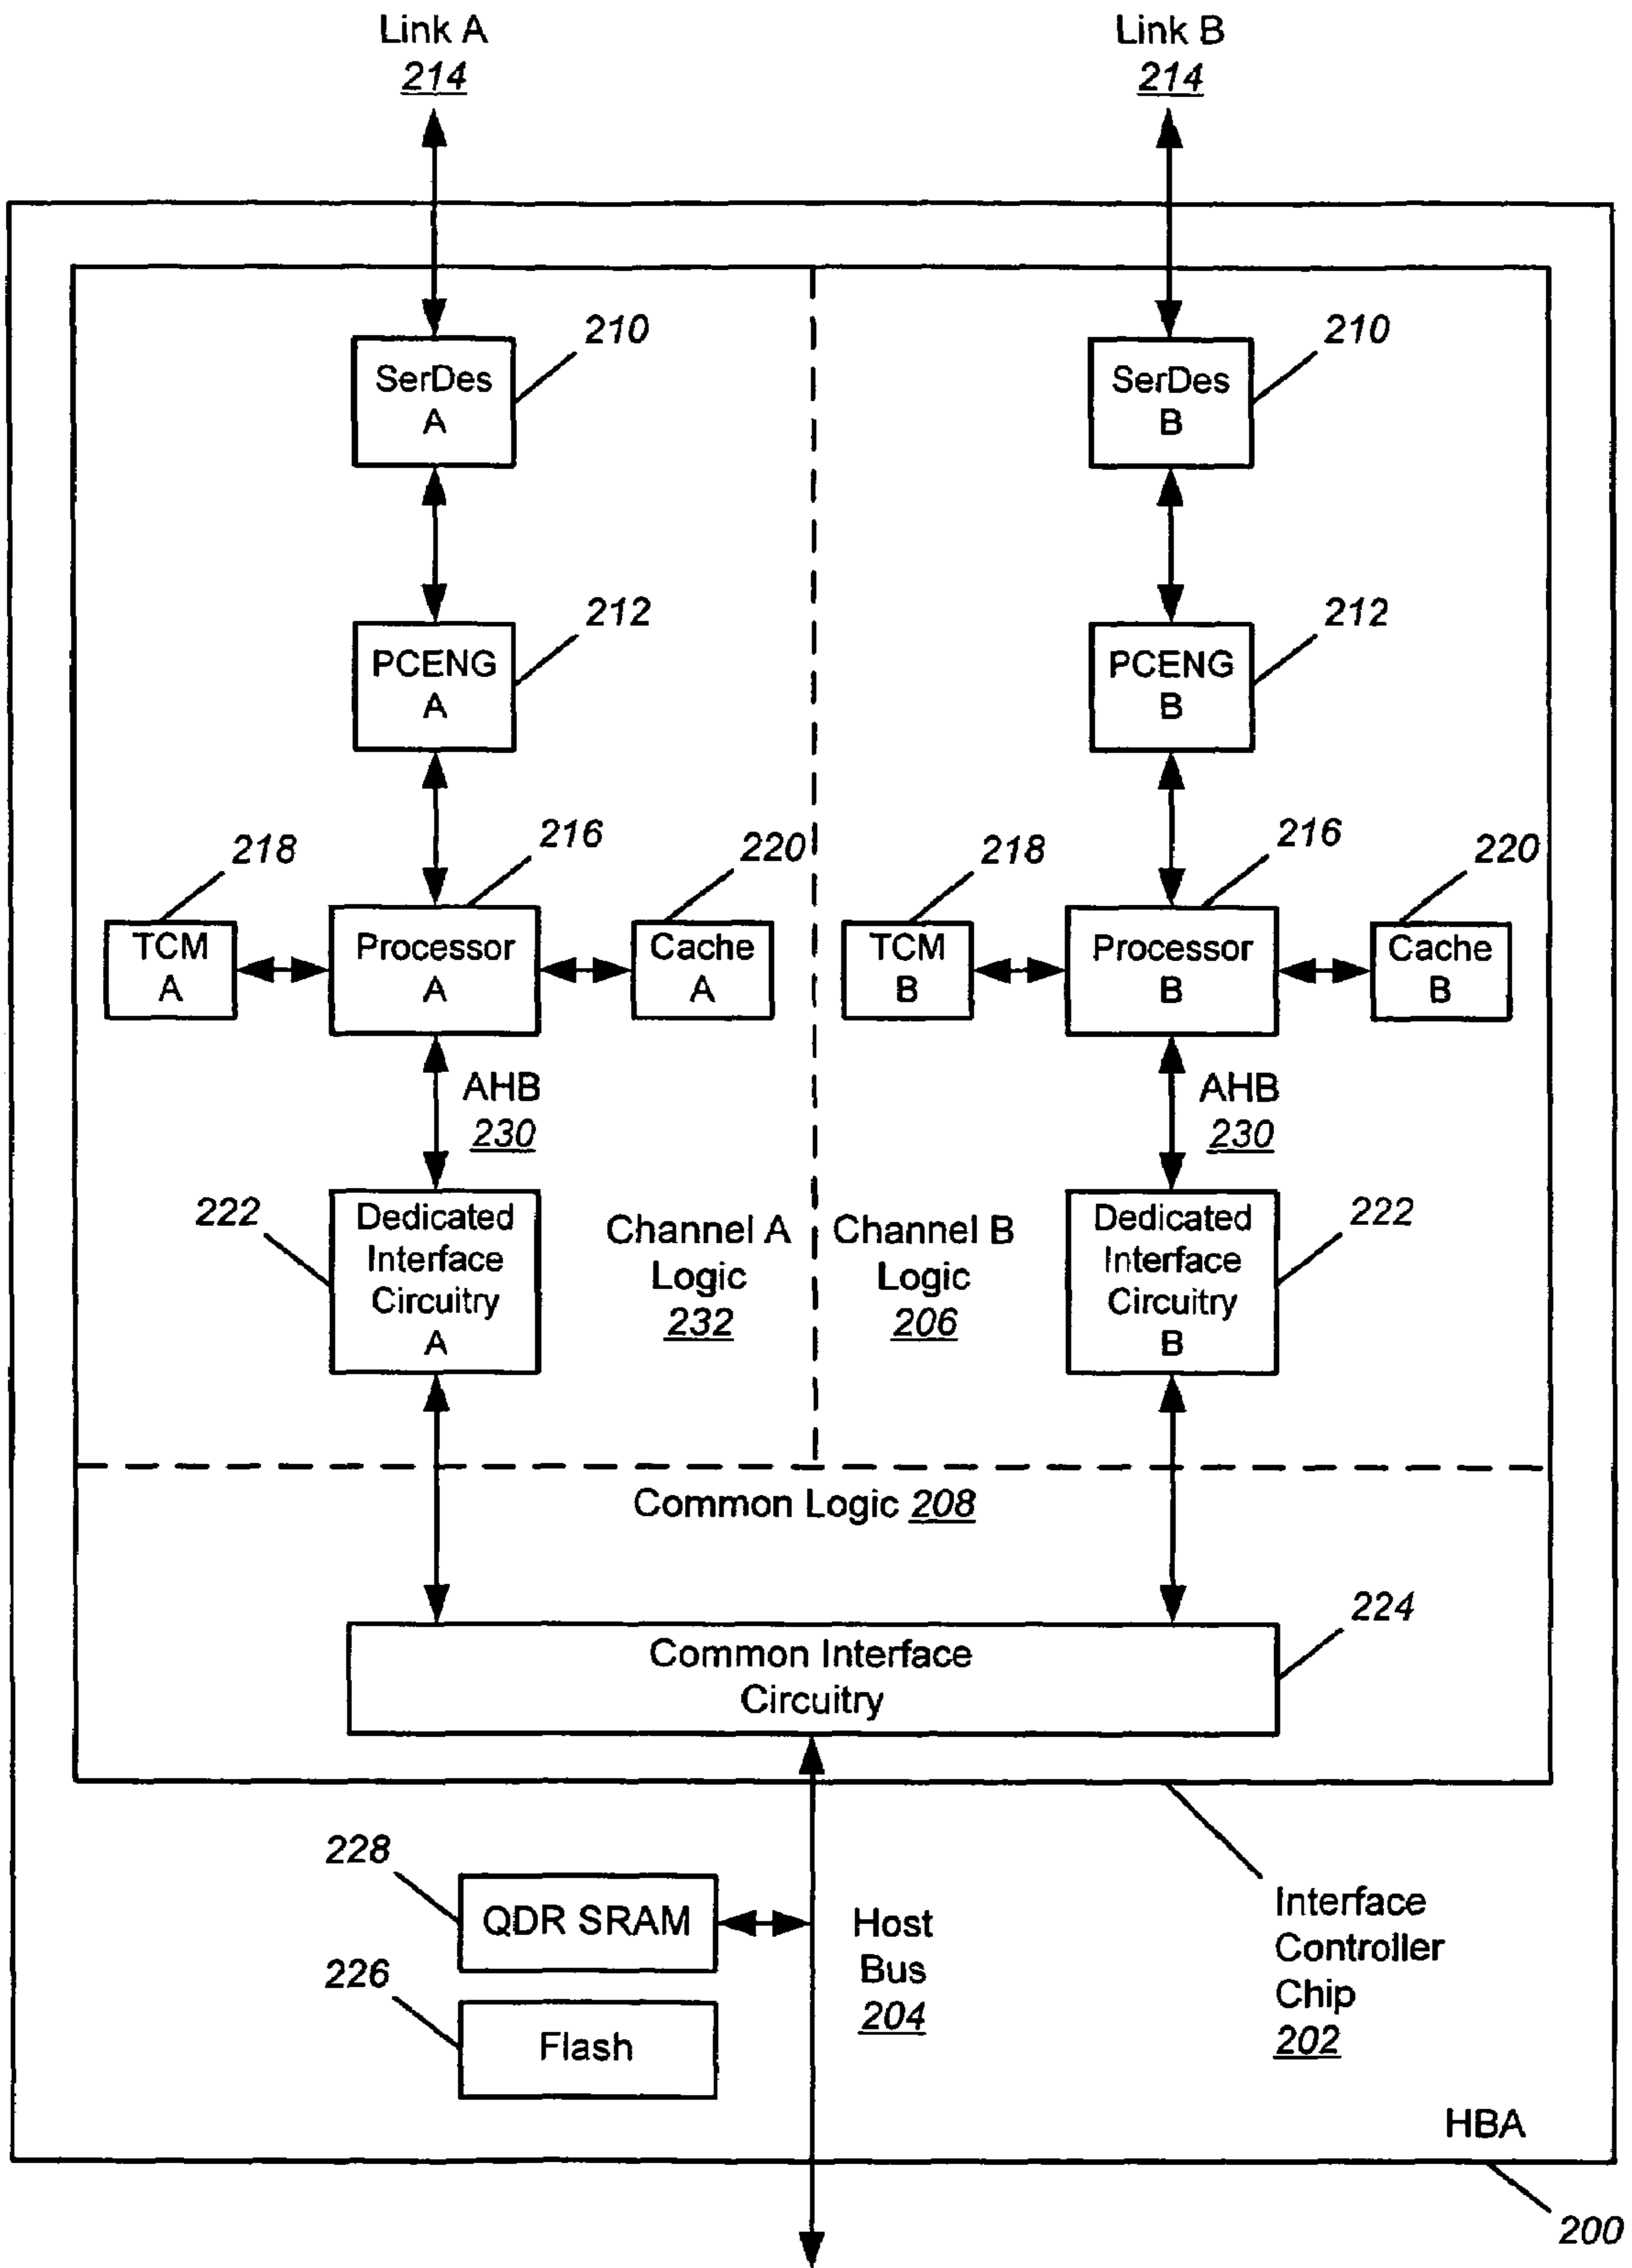 Link A
214
Link B
214
210
SerDes
A
210
SerDes
B
212
PCENG
A
212
PCENG
B
218
216
220
218
216
220
TCM
A
Processor
A
Cache
A
TCM
B
Processor
B
Cache
B
AHB
230
AHB
230
222
Dedicated
Interface
Circuitry
A
Channel A
Logic
232
Channel B
Logic
206
Dedicated
Interface
Circuitry
B
222
Common Logic 208
224
Common Interface
Circuitry
228
QDR SRAM
226
Flash
Host
Bus
204
Interface
Controller
Chip
202
HBA
200